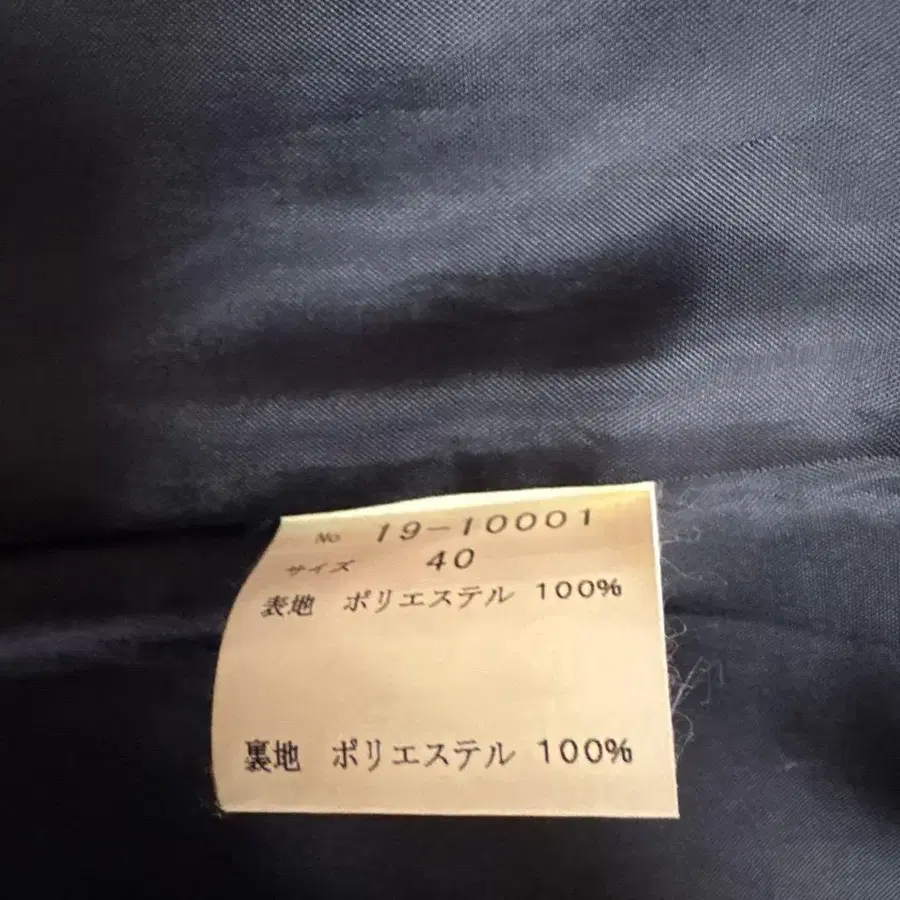 No 19-10001
サイズ 40
表地 ポリエステル 100%
裏地 ポリエステル 100%